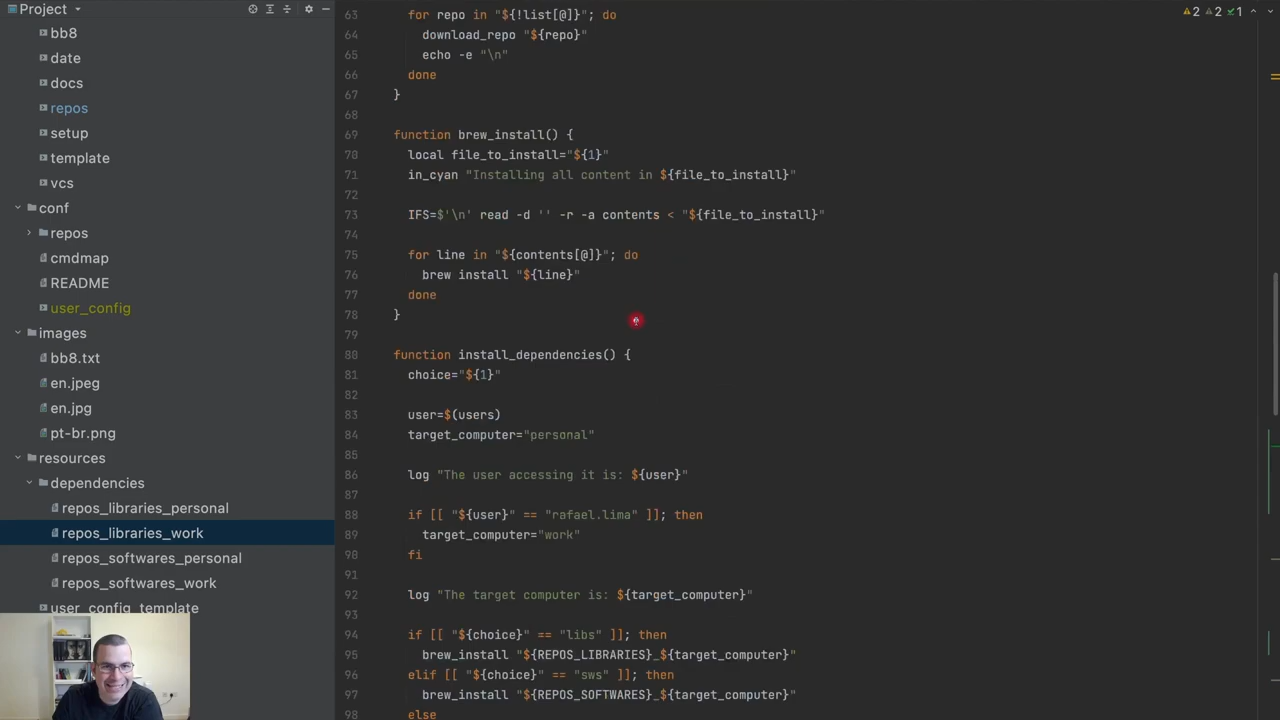 Project
bb8
date
docs
repos
setup
template
vcs
conf
repos
cmdmap
README
user_config
images
bb8.txt
en.jpeg
en.jpg
pt-br.png
resources
dependencies
repos_libraries_personal
repos_libraries_work
repos_softwares_personal
repos_softwares_work
user_config_template
2 2 1
63 for repo in "${!list[@]}"; do
64 download_repo "${repo}"
65 echo -e "\n"
66 done
67 }
68
69 function brew_install() {
70 local file_to_install="${1}"
71 in_cyan "Installing all content in ${file_to_install}"
72
73 IFS=$'\n' read -d '' -r -a contents < "${file_to_install}"
74
75 for line in "${contents[@]}"; do
76 brew install "${line}"
77 done
78 }
79
80 function install_dependencies() {
81 choice="${1}"
82
83 user=$(users)
84 target_computer="personal"
85
86 log "The user accessing it is: ${user}"
87
88 if [[ "${user}" == "rafael.lima" ]]; then
89 target_computer="work"
90 fi
91
92 log "The target computer is: ${target_computer}"
93
94 if [[ "${choice}" == "libs" ]]; then
95 brew_install "${REPOS_LIBRARIES}_${target_computer}"
96 elif [[ "${choice}" == "sws" ]]; then
97 brew_install "${REPOS_SOFTWARES}_${target_computer}"
98 else